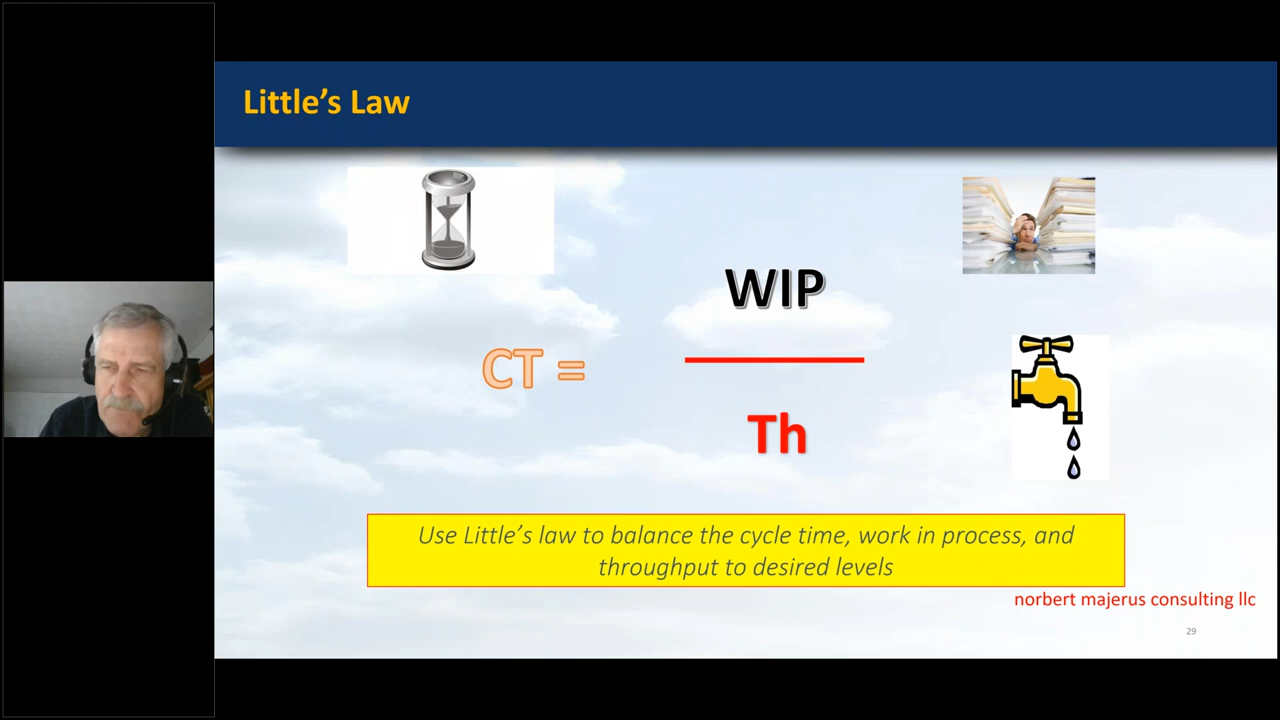 Little’s Law
WIP
CT =
Th
Use Little’s law to balance the cycle time, work in process, and
throughput to desired levels
norbert majerus consulting llc
29